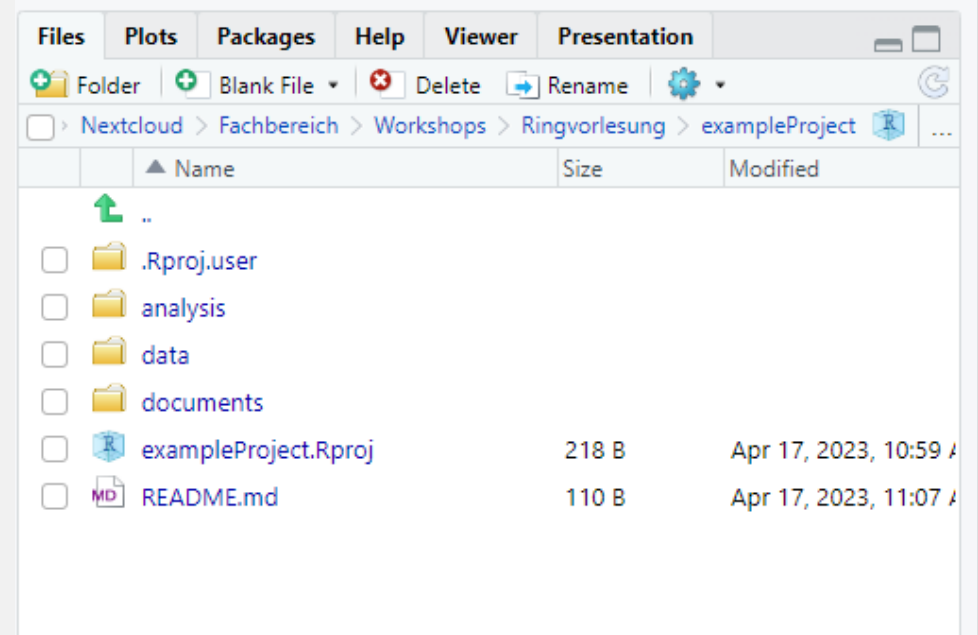 Files Plots Packages Help Viewer Presentation
Folder Blank File Delete Rename
Nextcloud > Fachbereich > Workshops > Ringvorlesung > exampleProject R ...
Name Size Modified
..
.Rproj.user
analysis
data
documents
R exampleProject.Rproj 218 B Apr 17, 2023, 10:59
MD README.md 110 B Apr 17, 2023, 11:07